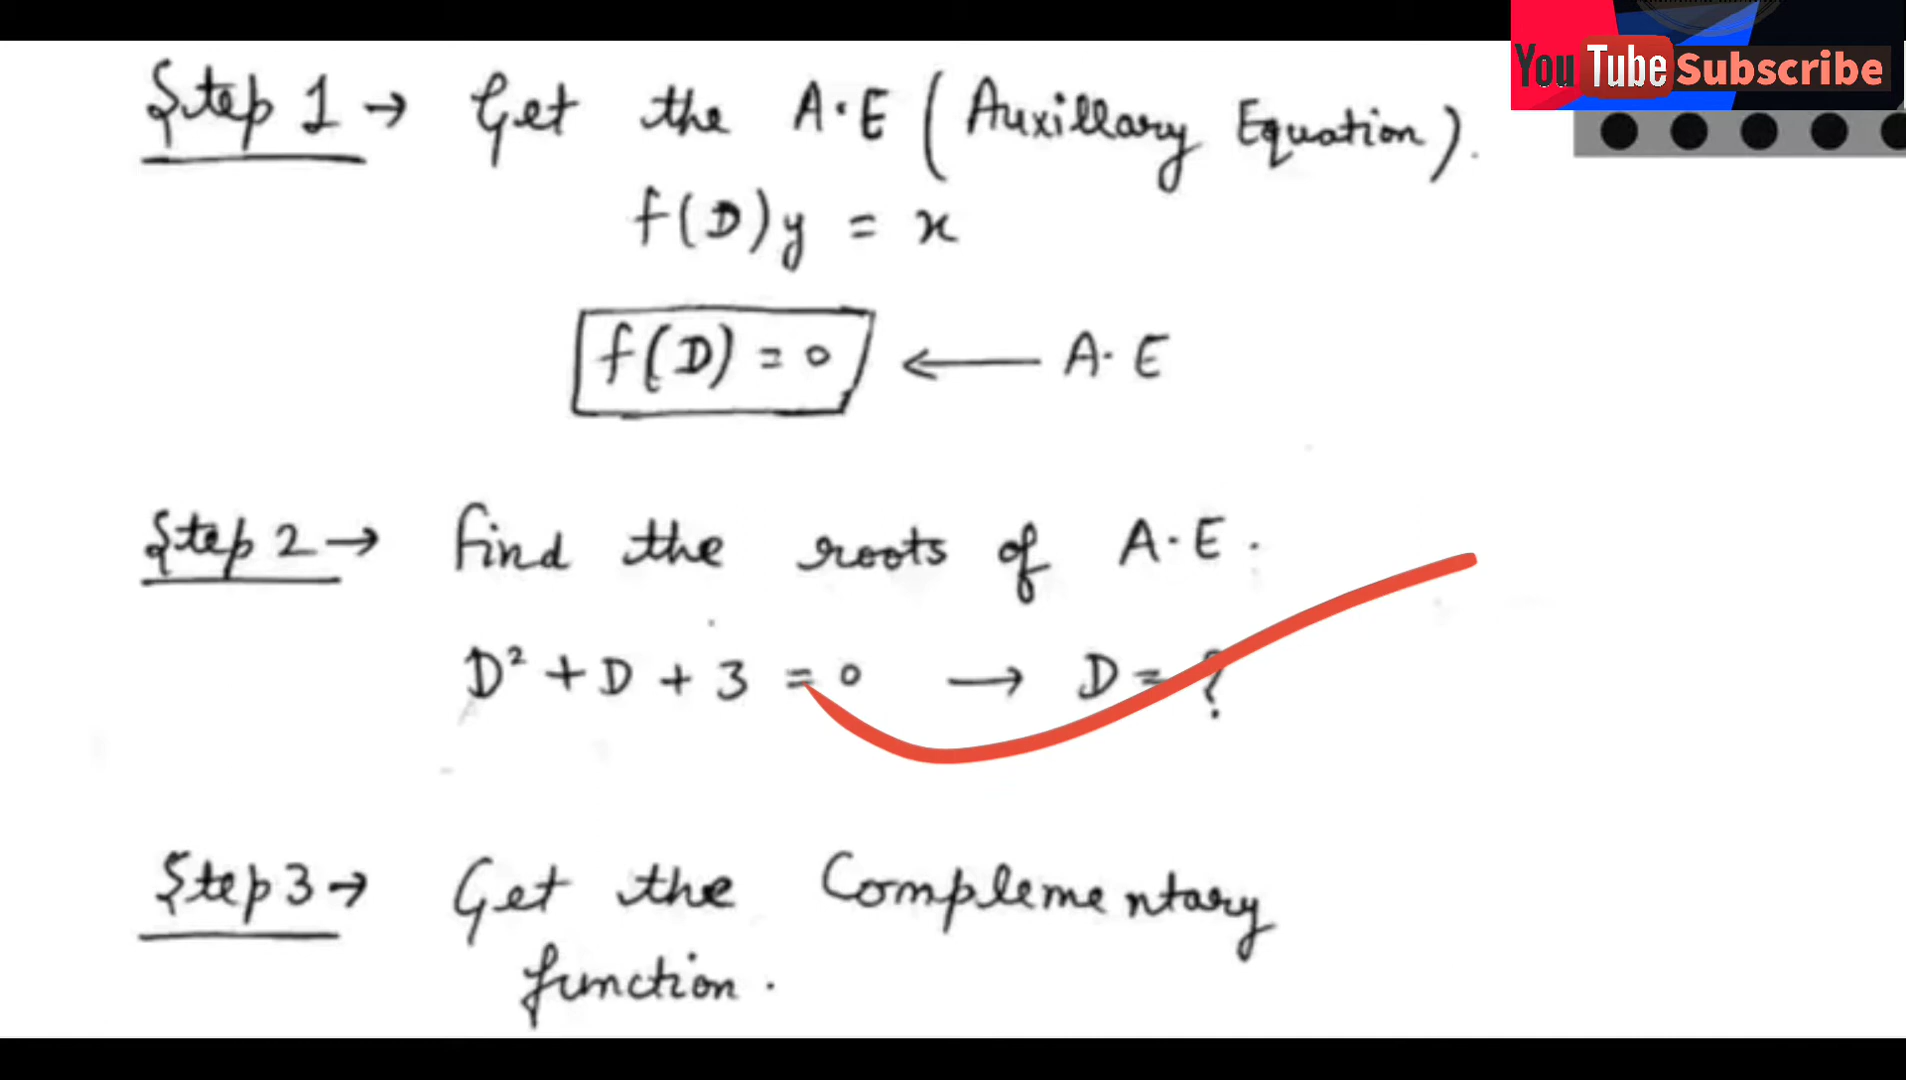 YouTube Subscribe
Step 1 → Get the A.E (Auxillary Equation).
f(D)y = x
f(D) = 0 ← A.E
Step 2 → find the roots of A.E.
D² + D + 3 = 0 → D = ?
Step 3 → Get the Complementary
function.